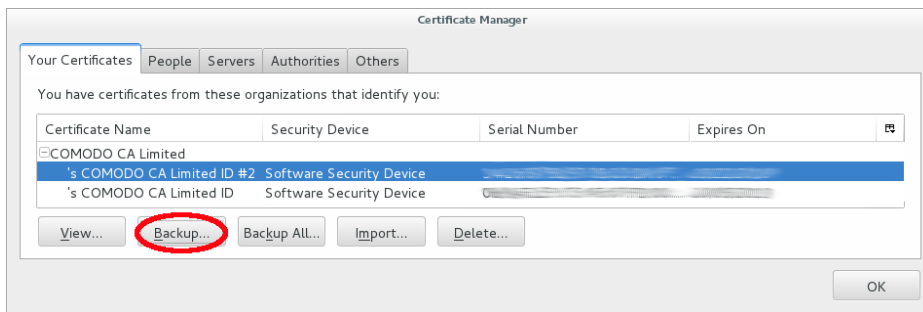 Certificate Manager
Your Certificates People Servers Authorities Others
You have certificates from these organizations that identify you:
Certificate Name Security Device Serial Number Expires On
COMODO CA Limited
's COMODO CA Limited ID #2 Software Security Device
's COMODO CA Limited ID Software Security Device
View... Backup... Backup All... Import... Delete...
OK